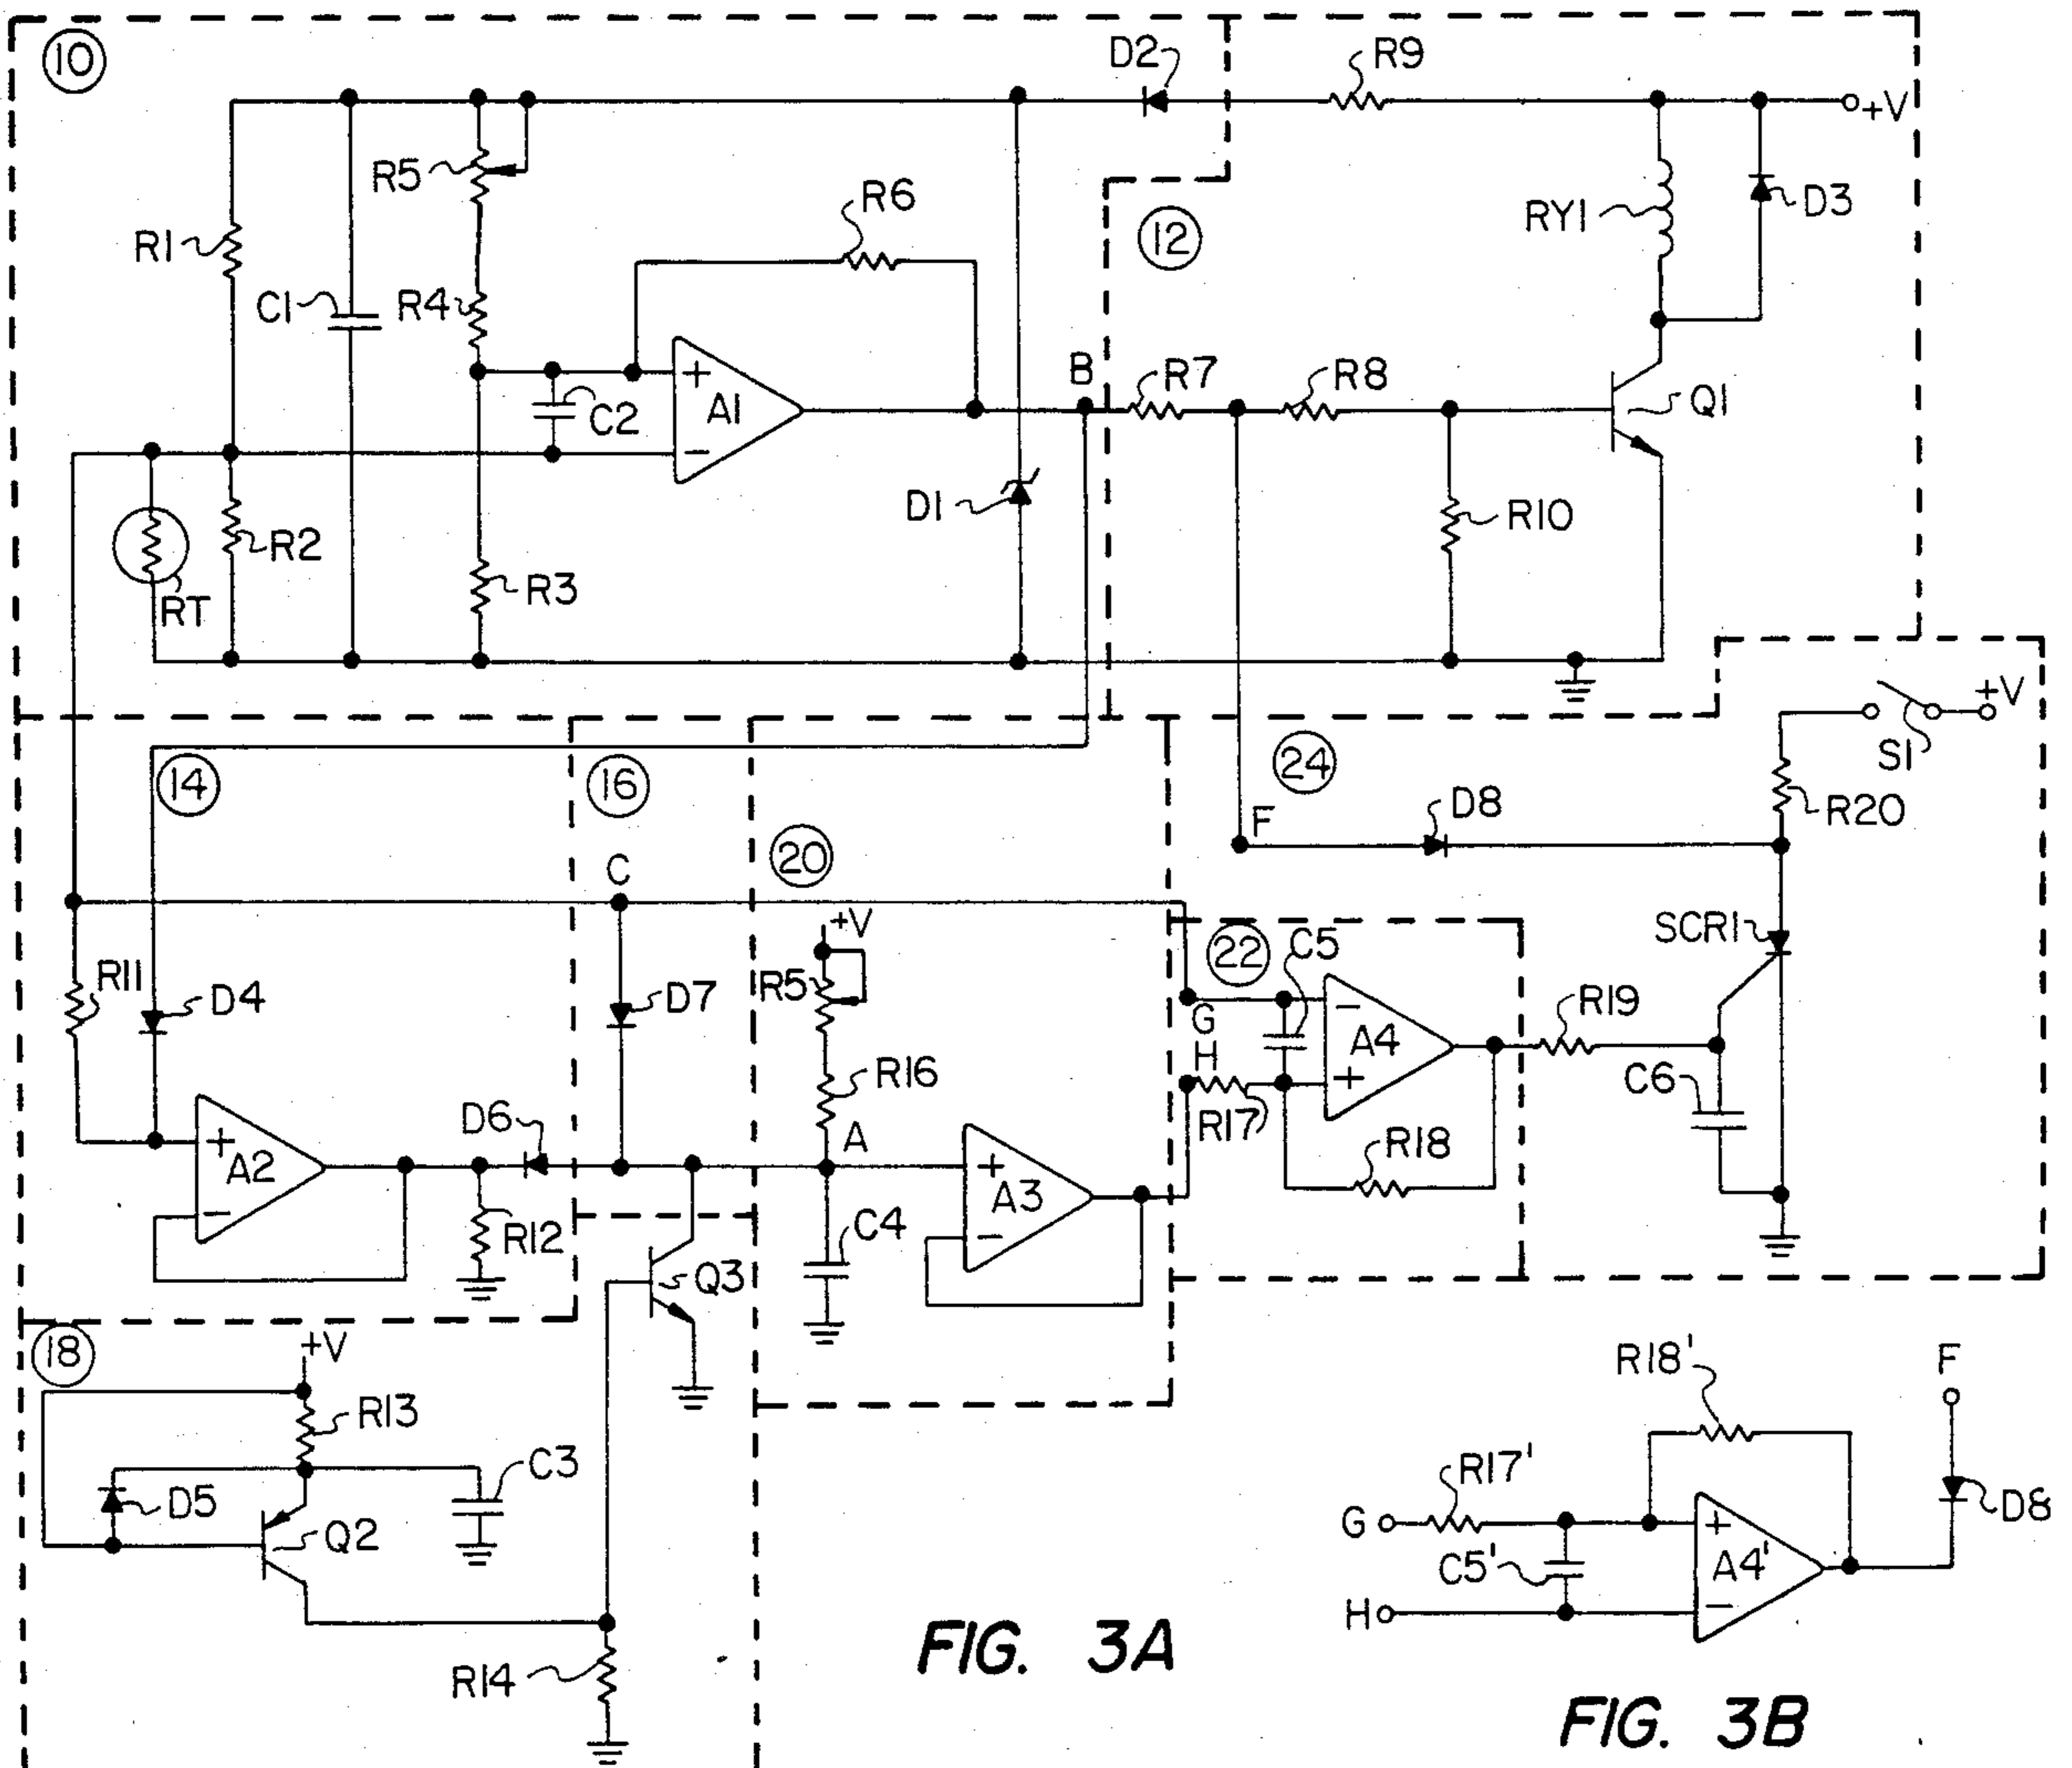 10
D2
R9
+V
R5
R6
R1
12
RY1
D3
C1
R4
B
R7
R8
+
A1
C2
Q1
−
D1
R10
R2
R3
RT
+V
S1
14
16
24
R20
D8
F
20
C
+V
SCR1
22
C5
R11
D4
D7
R5
−
R19
G
A4
H
R16
+
C6
D6
R17
R18
A
+
A2
+
A3
−
R12
C4
−
Q3
18
+V
R18'
F
R13
C3
R17'
D5
G
+
D8
Q2
C5'
A4'
H
−
R14
FIG. 3A
FIG. 3B